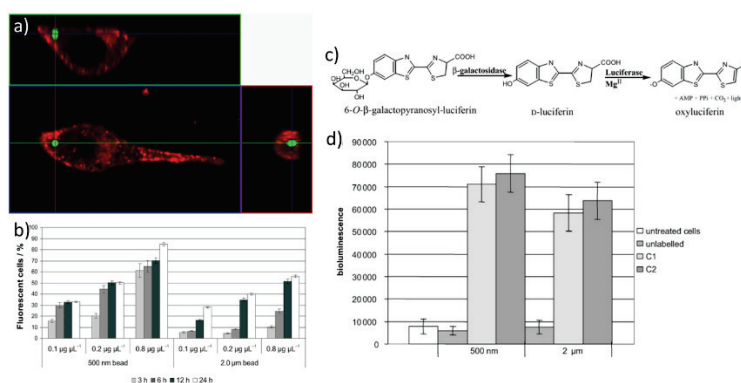 a)
b)
Fluorescent cells / %
100
90
80
70
60
50
40
30
20
10
0
0.1 µg µL⁻¹ 0.2 µg µL⁻¹ 0.8 µg µL⁻¹ 0.1 µg µL⁻¹ 0.2 µg µL⁻¹ 0.8 µg µL⁻¹
500 nm bead 2.0 µm bead
3 h 6 h 12 h 24 h
c)
COOH
β-galactosidase
COOH
Luciferase
Mg^II
+ AMP + PPi + CO₂ + light
6-O-β-galactopyranosyl-luciferin D-luciferin oxyluciferin
d)
bioluminescence
90000
80000
70000
60000
50000
40000
30000
20000
10000
0
500 nm 2 µm
untreated cells
unlabelled
C1
C2